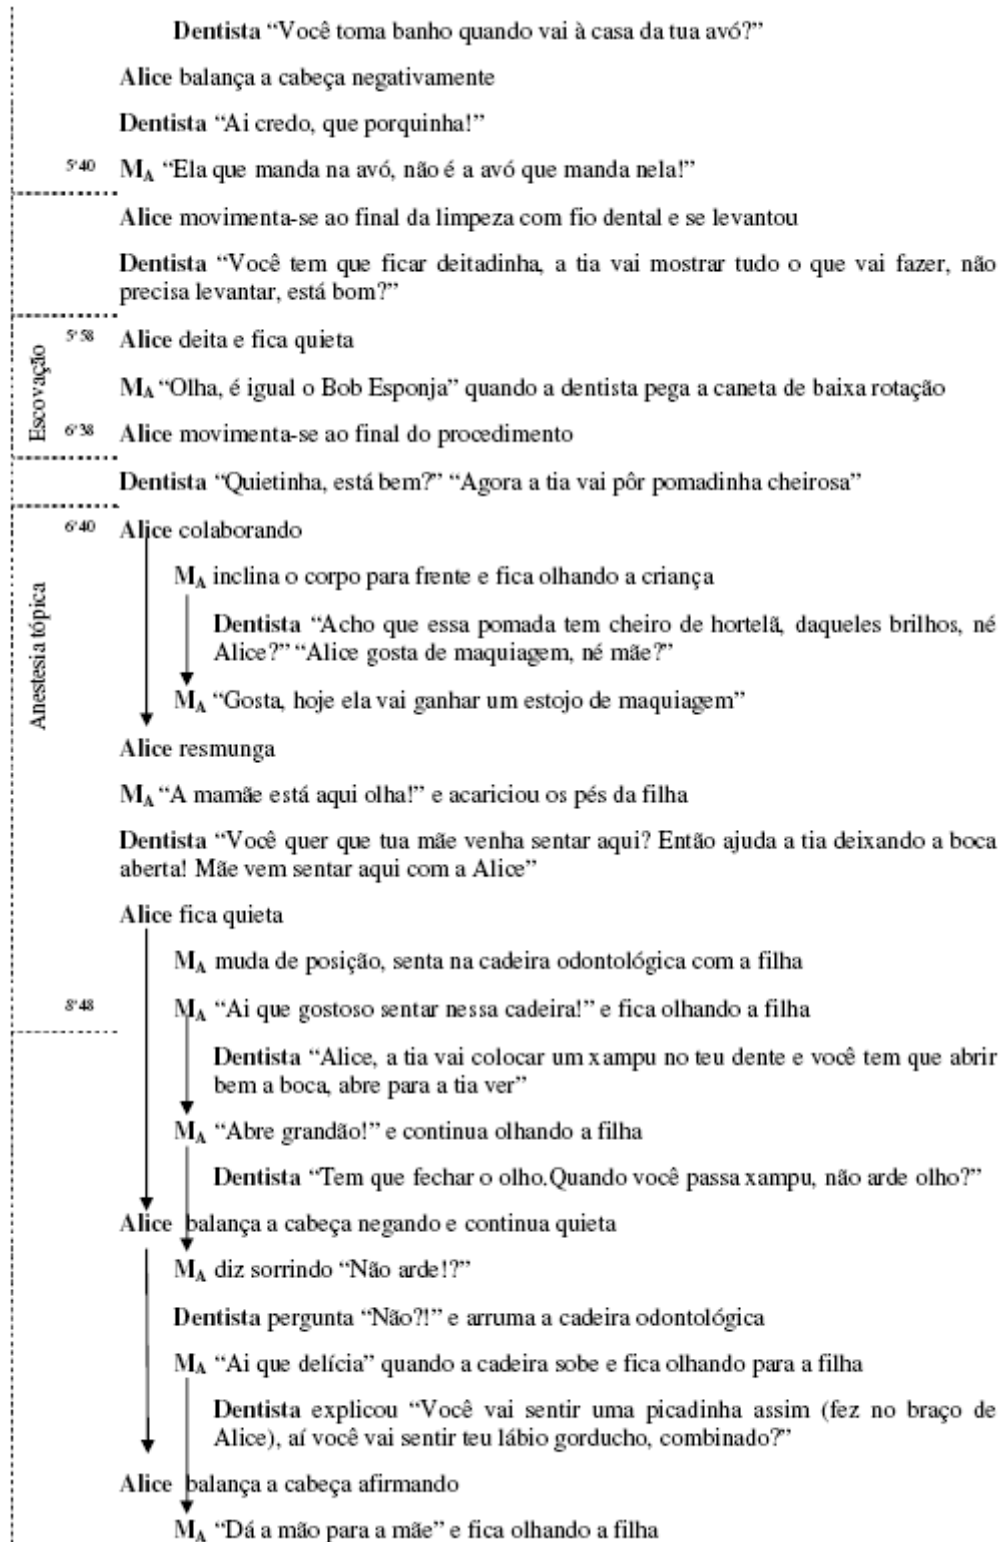 Dentista “Você toma banho quando vai à casa da tua avó?”
Alice balança a cabeça negativamente
Dentista “Ai credo, que porquinha!”
5'40 MA “Ela que manda na avó, não é a avó que manda nela!”
Alice movimenta-se ao final da limpeza com fio dental e se levantou
Dentista “Você tem que ficar deitadinha, a tia vai mostrar tudo o que vai fazer, não
precisa levantar, está bom?”
Escovação
5'58 Alice deita e fica quieta
MA “Olha, é igual o Bob Esponja” quando a dentista pega a caneta de baixa rotação
6'38 Alice movimenta-se ao final do procedimento
Dentista “Quietinha, está bem?” “Agora a tia vai pôr pomadinha cheirosa”
Anestesia tópica
6'40 Alice colaborando
MA inclina o corpo para frente e fica olhando a criança
Dentista “Acho que essa pomada tem cheiro de hortelã, daqueles brilhos, né
Alice?” “Alice gosta de maquiagem, né mãe?”
MA “Gosta, hoje ela vai ganhar um estojo de maquiagem”
Alice resmunga
MA “A mamãe está aqui olha!” e acariciou os pés da filha
Dentista “Você quer que tua mãe venha sentar aqui? Então ajuda a tia deixando a boca
aberta! Mãe vem sentar aqui com a Alice”
Alice fica quieta
MA muda de posição, senta na cadeira odontológica com a filha
8'48 MA “Ai que gostoso sentar nessa cadeira!” e fica olhando a filha
Dentista “Alice, a tia vai colocar um xampu no teu dente e você tem que abrir
bem a boca, abre para a tia ver”
MA “Abre grandão!” e continua olhando a filha
Dentista “Tem que fechar o olho.Quando você passa xampu, não arde olho?”
Alice balança a cabeça negando e continua quieta
MA diz sorrindo “Não arde!?”
Dentista pergunta “Não?!” e arruma a cadeira odontológica
MA “Ai que delícia” quando a cadeira sobe e fica olhando para a filha
Dentista explicou “Você vai sentir uma picadinha assim (fez no braço de
Alice), aí você vai sentir teu lábio gorducho, combinado?”
Alice balança a cabeça afirmando
MA “Dá a mão para a mãe” e fica olhando a filha